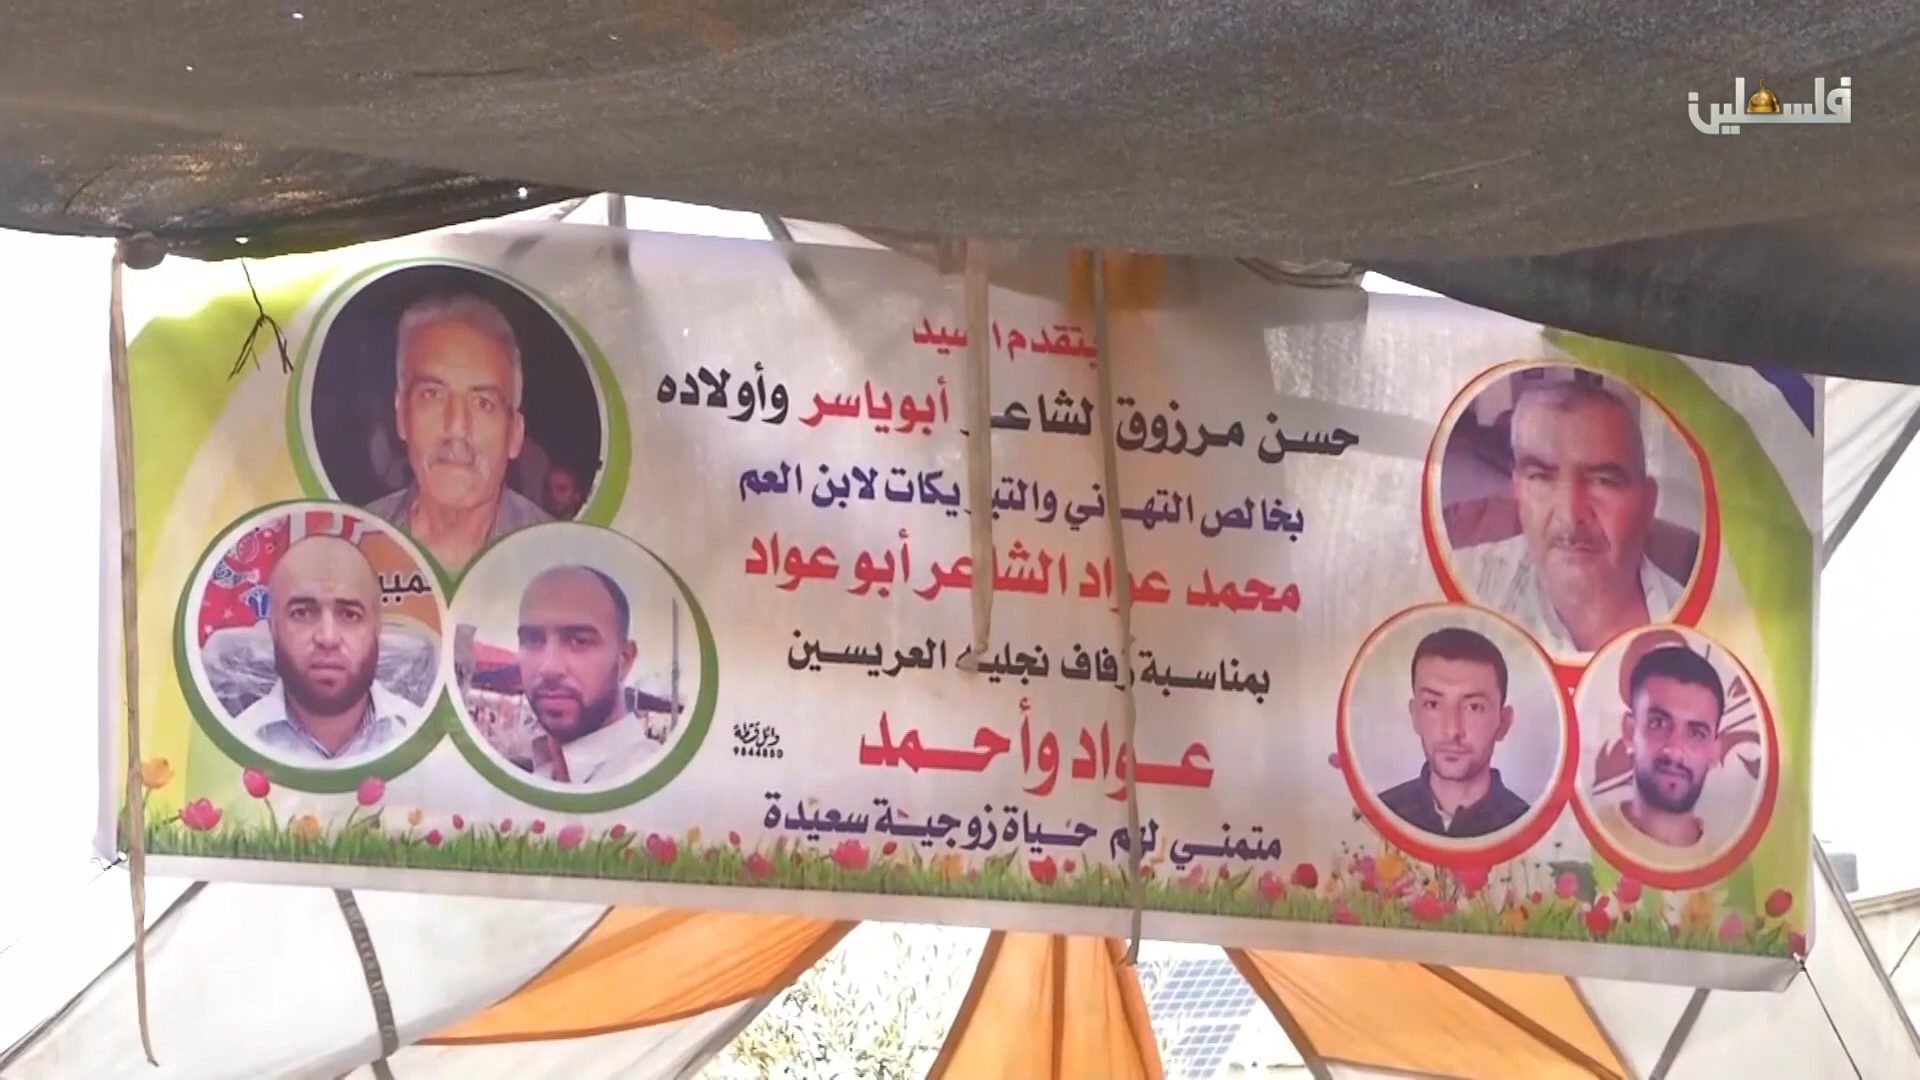 فلسطين
يتقدم السيد
حسن مرزوق الشاعر أبو ياسر وأولاده
بخالص التهاني والتبريكات لابن العم
محمد عواد الشاعر أبو عواد
بمناسبة زفاف نجليه العريسين
عواد وأحمد
متمني لهم حياة زوجية سعيدة